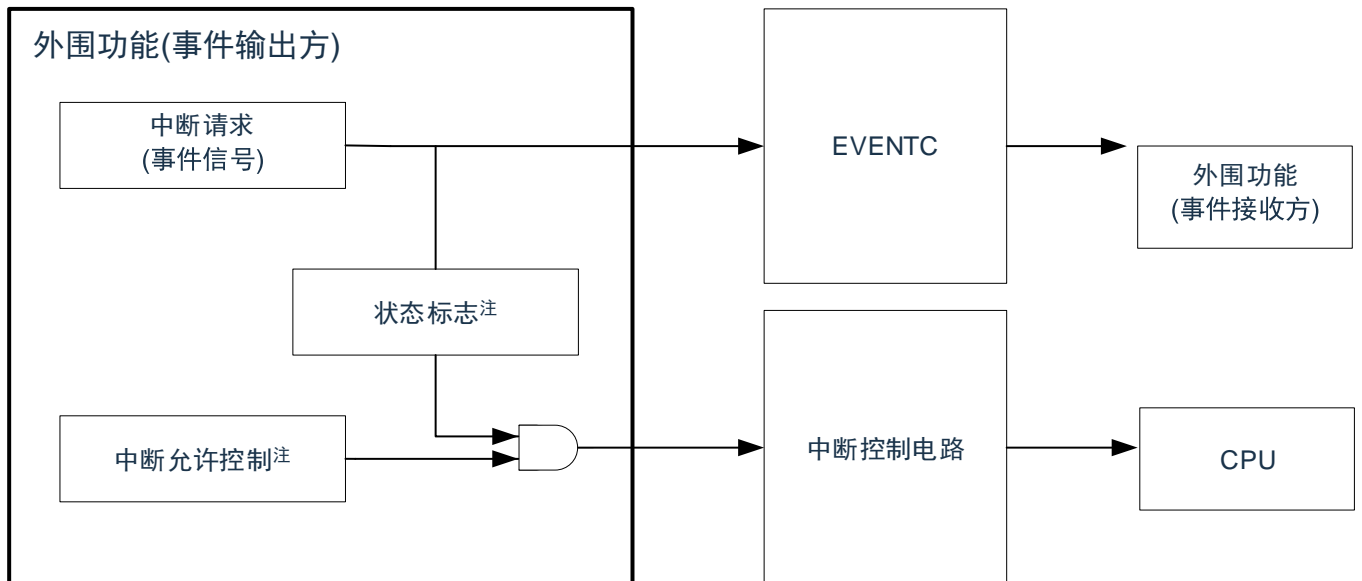 外围功能(事件输出方)
中断请求
(事件信号)
EVENTC
外围功能
(事件接收方)
状态标志注
中断允许控制注
中断控制电路
CPU